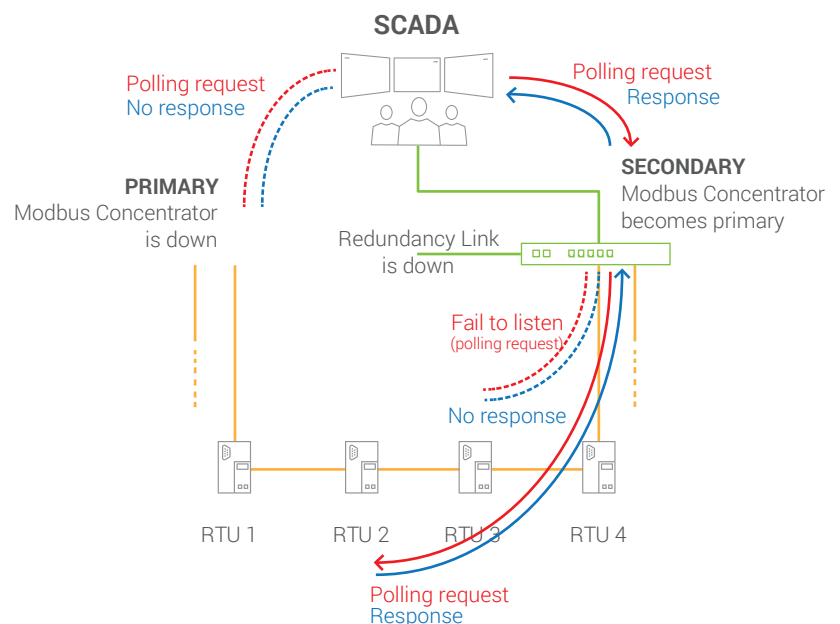 SCADA
Polling request
No response
Polling request
Response
PRIMARY
Modbus Concentrator
is down
SECONDARY
Modbus Concentrator
becomes primary
Redundancy Link
is down
Fail to listen
(polling request)
No response
RTU 1
RTU 2
RTU 3
RTU 4
Polling request
Response